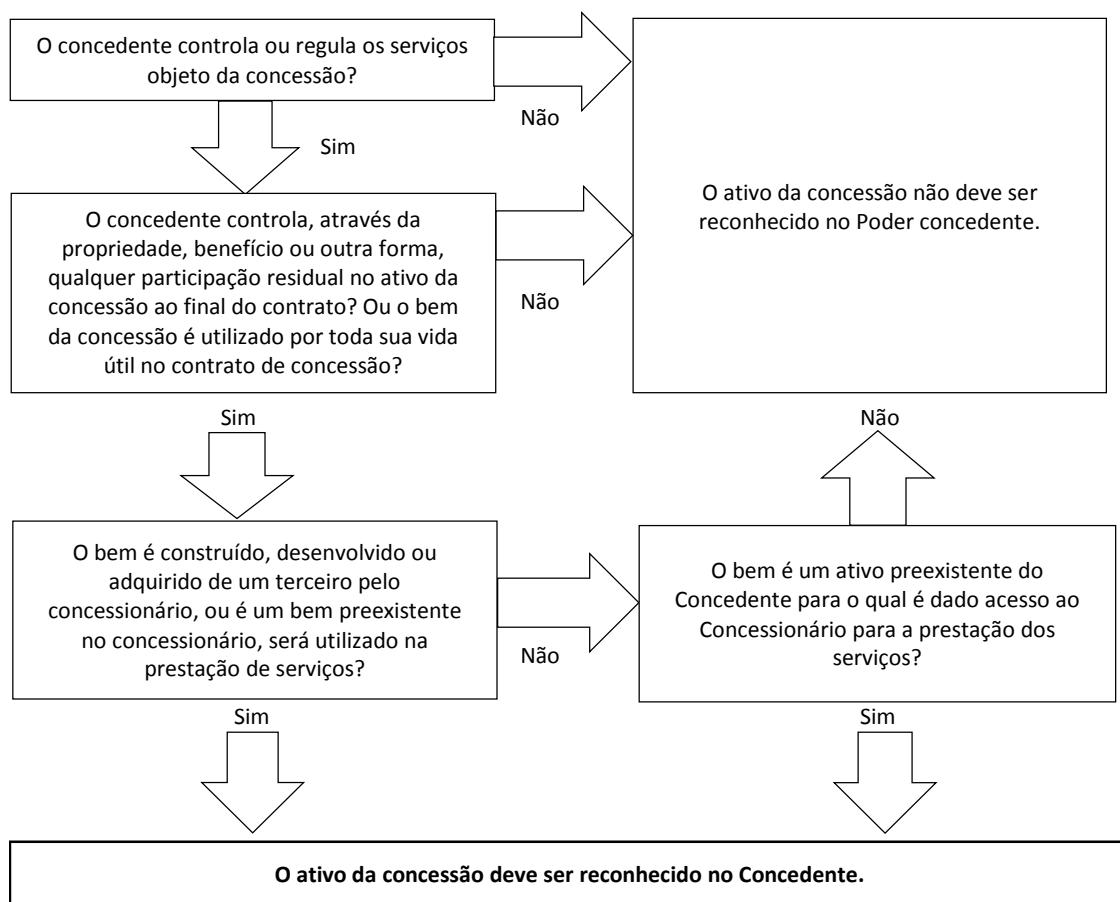 O concedente controla ou regula os serviços
objeto da concessão?
Não
Sim
O ativo da concessão não deve ser
reconhecido no Poder concedente.
O concedente controla, através da
propriedade, benefício ou outra forma,
qualquer participação residual no ativo da
concessão ao final do contrato? Ou o bem
da concessão é utilizado por toda sua vida
útil no contrato de concessão?
Não
Sim
Não
O bem é construído, desenvolvido ou
adquirido de um terceiro pelo
concessionário, ou é um bem preexistente
no concessionário, será utilizado na
prestação de serviços?
Não
O bem é um ativo preexistente do
Concedente para o qual é dado acesso ao
Concessionário para a prestação dos
serviços?
Sim
Sim
O ativo da concessão deve ser reconhecido no Concedente.